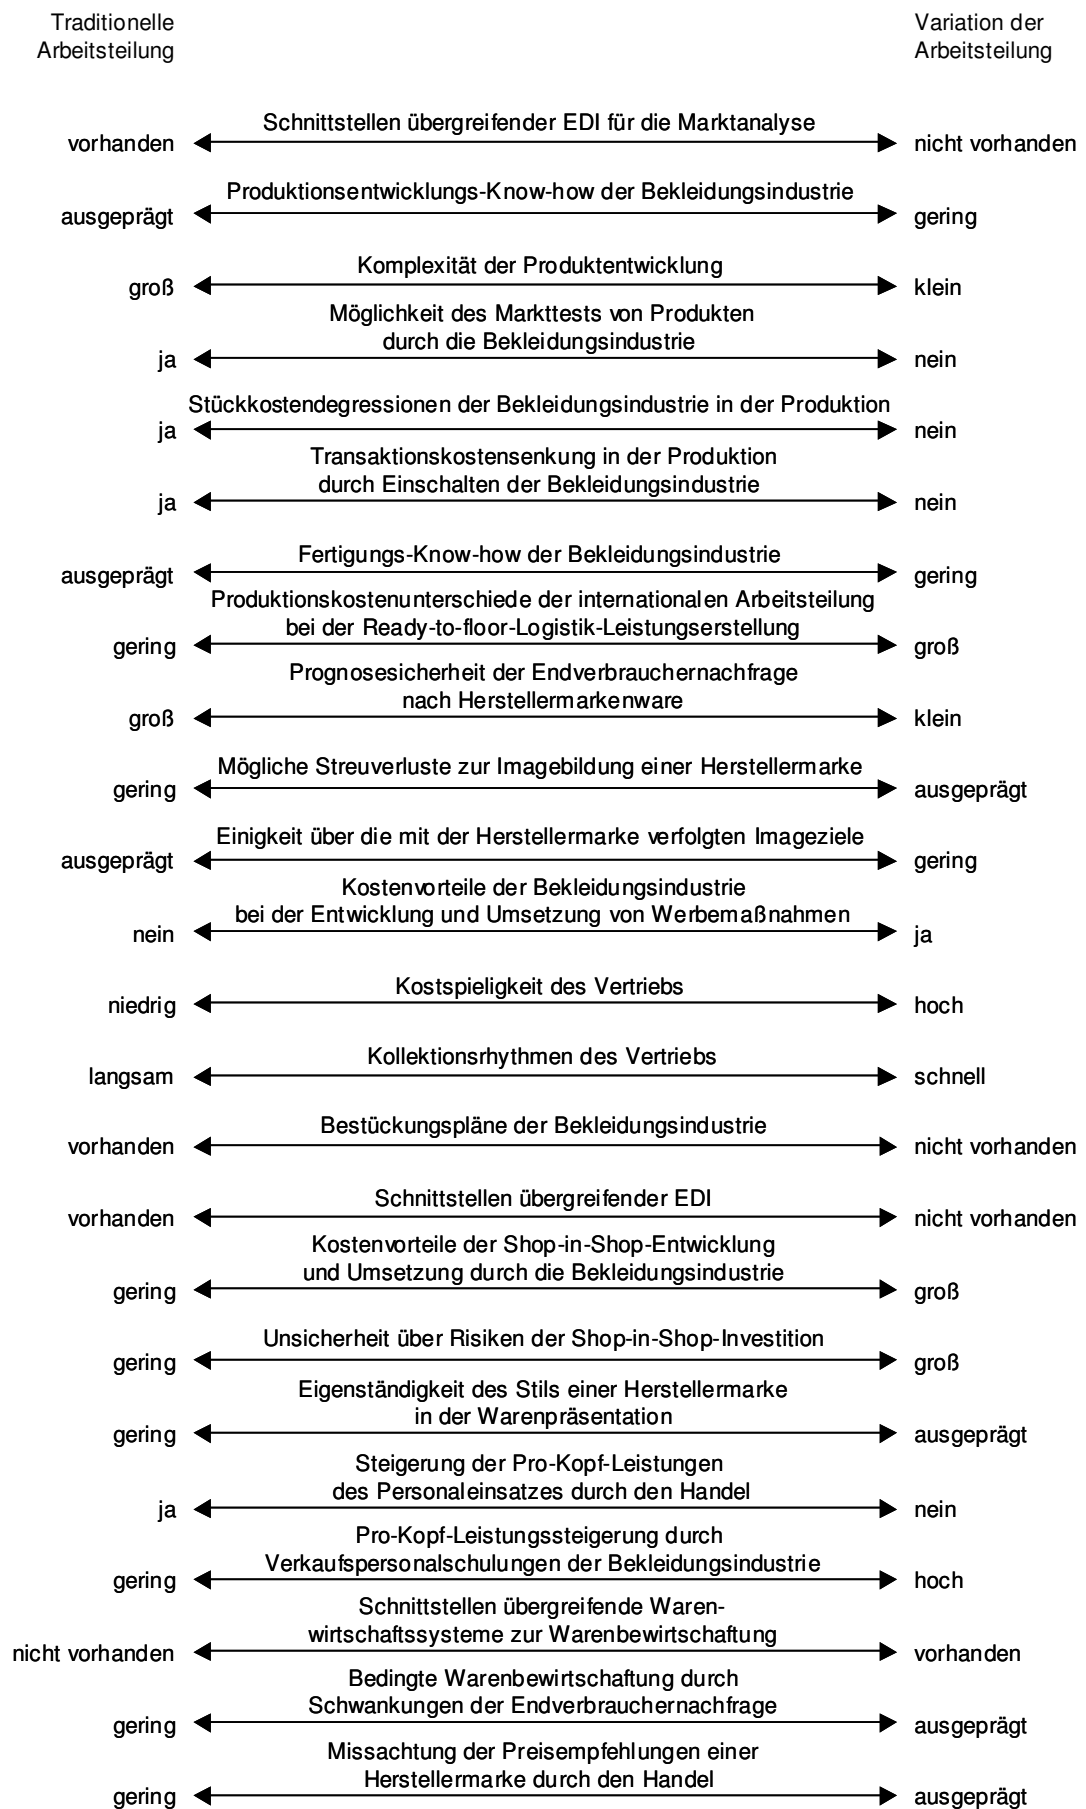 Traditionelle
Arbeitsteilung
Variation der
Arbeitsteilung
Schnittstellen übergreifender EDI für die Marktanalyse
vorhanden
nicht vorhanden
Produktionsentwicklungs-Know-how der Bekleidungsindustrie
ausgeprägt
gering
Komplexität der Produktentwicklung
groß
klein
Möglichkeit des Markttests von Produkten
durch die Bekleidungsindustrie
ja
nein
Stückkostendegressionen der Bekleidungsindustrie in der Produktion
ja
nein
Transaktionskostensenkung in der Produktion
durch Einschalten der Bekleidungsindustrie
ja
nein
Fertigungs-Know-how der Bekleidungsindustrie
ausgeprägt
gering
Produktionskostenunterschiede der internationalen Arbeitsteilung
bei der Ready-to-floor-Logistik-Leistungserstellung
gering
groß
Prognosesicherheit der Endverbrauchernachfrage
nach Herstellermarkenware
groß
klein
Mögliche Streuverluste zur Imagebildung einer Herstellermarke
gering
ausgeprägt
Einigkeit über die mit der Herstellermarke verfolgten Imageziele
ausgeprägt
gering
Kostenvorteile der Bekleidungsindustrie
bei der Entwicklung und Umsetzung von Werbemaßnahmen
nein
ja
Kostspieligkeit des Vertriebs
niedrig
hoch
Kollektionsrhythmen des Vertriebs
langsam
schnell
Bestückungspläne der Bekleidungsindustrie
vorhanden
nicht vorhanden
Schnittstellen übergreifender EDI
vorhanden
nicht vorhanden
Kostenvorteile der Shop-in-Shop-Entwicklung
und Umsetzung durch die Bekleidungsindustrie
gering
groß
Unsicherheit über Risiken der Shop-in-Shop-Investition
gering
groß
Eigenständigkeit des Stils einer Herstellermarke
in der Warenpräsentation
gering
ausgeprägt
Steigerung der Pro-Kopf-Leistungen
des Personaleinsatzes durch den Handel
ja
nein
Pro-Kopf-Leistungssteigerung durch
Verkaufspersonalschulungen der Bekleidungsindustrie
gering
hoch
Schnittstellen übergreifende Waren-
wirtschaftssysteme zur Warenbewirtschaftung
nicht vorhanden
vorhanden
Bedingte Warenbewirtschaftung durch
Schwankungen der Endverbrauchernachfrage
gering
ausgeprägt
Missachtung der Preisempfehlungen einer
Herstellermarke durch den Handel
gering
ausgeprägt